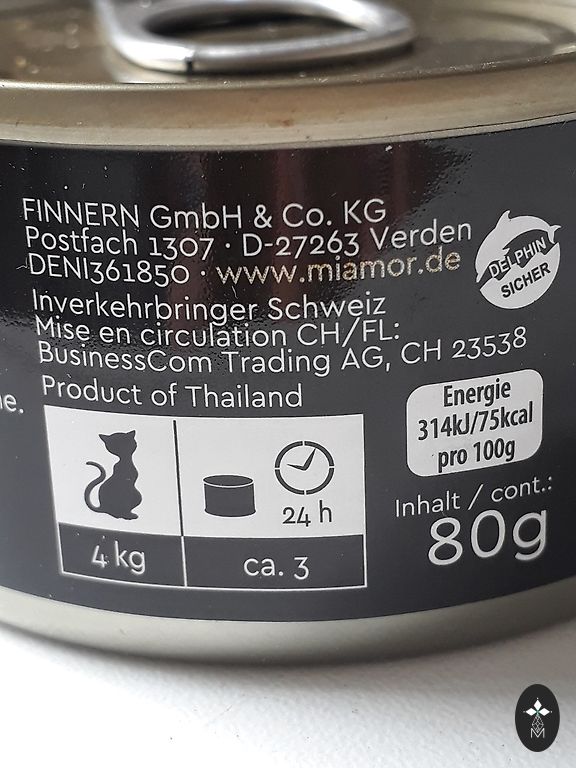 FINNERN GmbH & Co. KG
Postfach 1307 · D-27263 Verden
DENI361850 · www.miamor.de
DELPHIN
SICHER
Inverkehrbringer Schweiz
Mise en circulation CH/FL:
BusinessCom Trading AG, CH 23538
Product of Thailand
Energie
314kJ/75kcal
pro 100g
24 h
4 kg
ca. 3
Inhalt / cont.:
80g